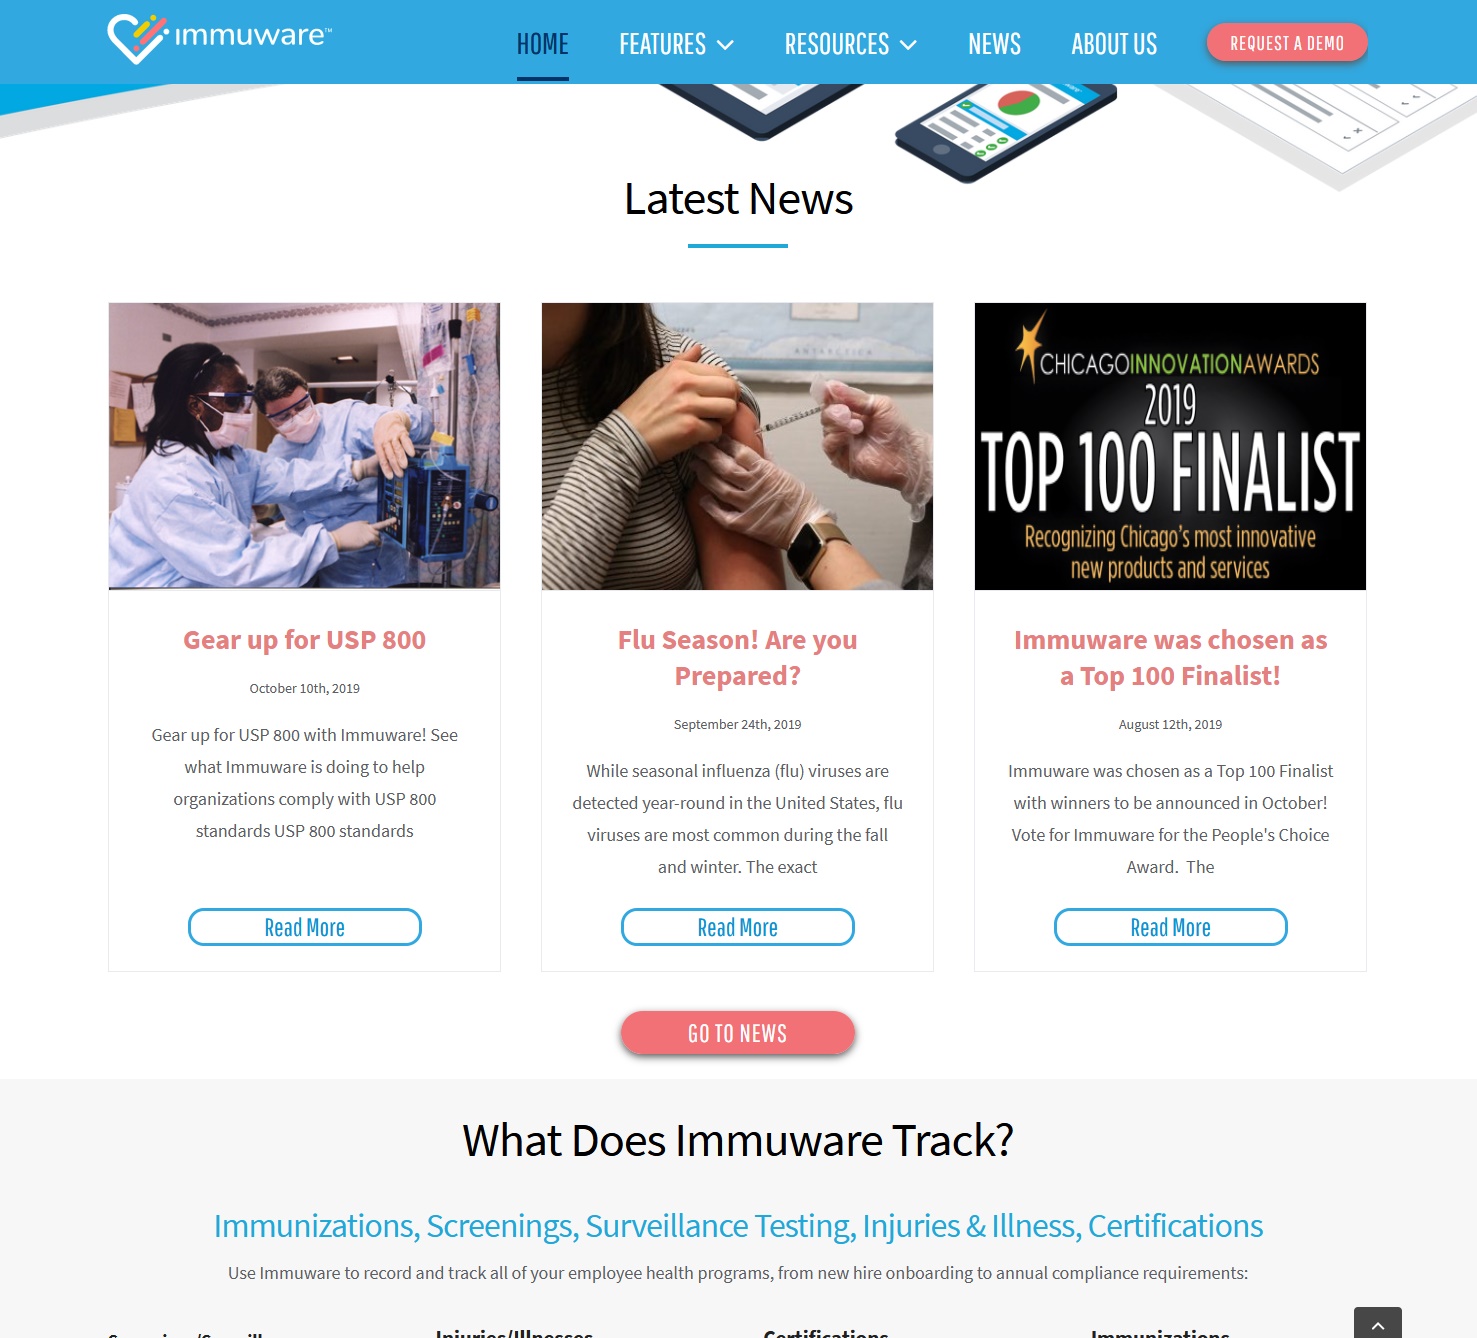 immuware™
HOME
FEATURES
RESOURCES
NEWS
ABOUT US
REQUEST A DEMO
Latest News
ANTARCTICA
CHICAGOINNOVATIONAWARDS
2019
TOP 100 FINALIST
Recognizing Chicago's most innovative
new products and services
Gear up for USP 800
October 10th, 2019
Gear up for USP 800 with Immuware! See
what Immuware is doing to help
organizations comply with USP 800
standards USP 800 standards
Read More
Flu Season! Are you
Prepared?
September 24th, 2019
While seasonal influenza (flu) viruses are
detected year-round in the United States, flu
viruses are most common during the fall
and winter. The exact
Read More
Immuware was chosen as
a Top 100 Finalist!
August 12th, 2019
Immuware was chosen as a Top 100 Finalist
with winners to be announced in October!
Vote for Immuware for the People's Choice
Award.  The
Read More
GO TO NEWS
What Does Immuware Track?
Immunizations, Screenings, Surveillance Testing, Injuries & Illness, Certifications
Use Immuware to record and track all of your employee health programs, from new hire onboarding to annual compliance requirements:
Injuries/Illnesses
Certifications
Immunizations